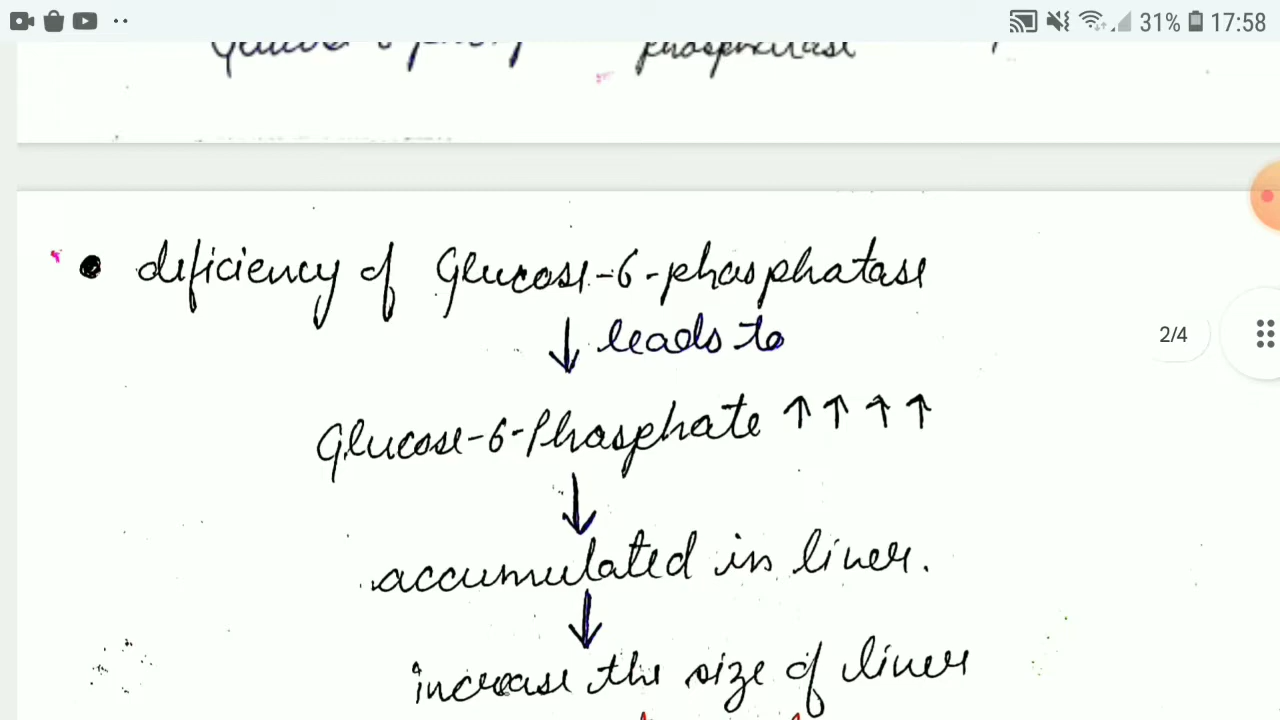 31% 17:58
phosphatase
deficiency of Glucose-6-phosphatase
leads to
2/4
Glucose-6-Phosphate ↑ ↑ ↑ ↑
accumulated in liver.
increase the size of liver